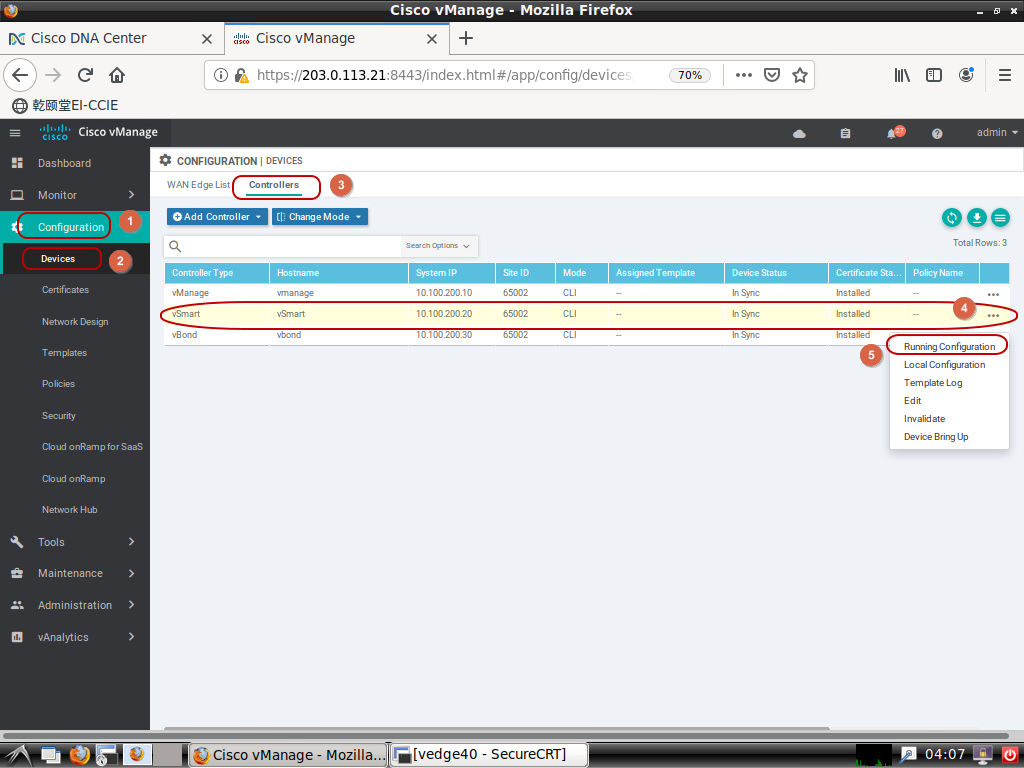 Cisco vManage - Mozilla Firefox
Cisco DNA Center
Cisco vManage
https://203.0.113.21:8443/index.html#/app/config/devices
70%
乾颐堂EI-CCIE
cisco
Cisco vManage
27
admin
Dashboard
Monitor
Configuration
1
Devices
2
Certificates
Network Design
Templates
Policies
Security
Cloud onRamp for SaaS
Cloud onRamp
Network Hub
Tools
Maintenance
Administration
vAnalytics
CONFIGURATION | DEVICES
WAN Edge List
Controllers
3
Add Controller
Change Mode
Search Options
Total Rows: 3
Controller Type Hostname System IP Site ID Mode Assigned Template Device Status Certificate Sta... Policy Name
vManage vmanage 10.100.200.10 65002 CLI -- In Sync Installed -- •••
vSmart vSmart 10.100.200.20 65002 CLI -- In Sync Installed -- 4 •••
vBond vbond 10.100.200.30 65002 CLI -- In Sync Installed
5
Running Configuration
Local Configuration
Template Log
Edit
Invalidate
Device Bring Up
Cisco vManage - Mozilla...
[vedge40 - SecureCRT]
04:07